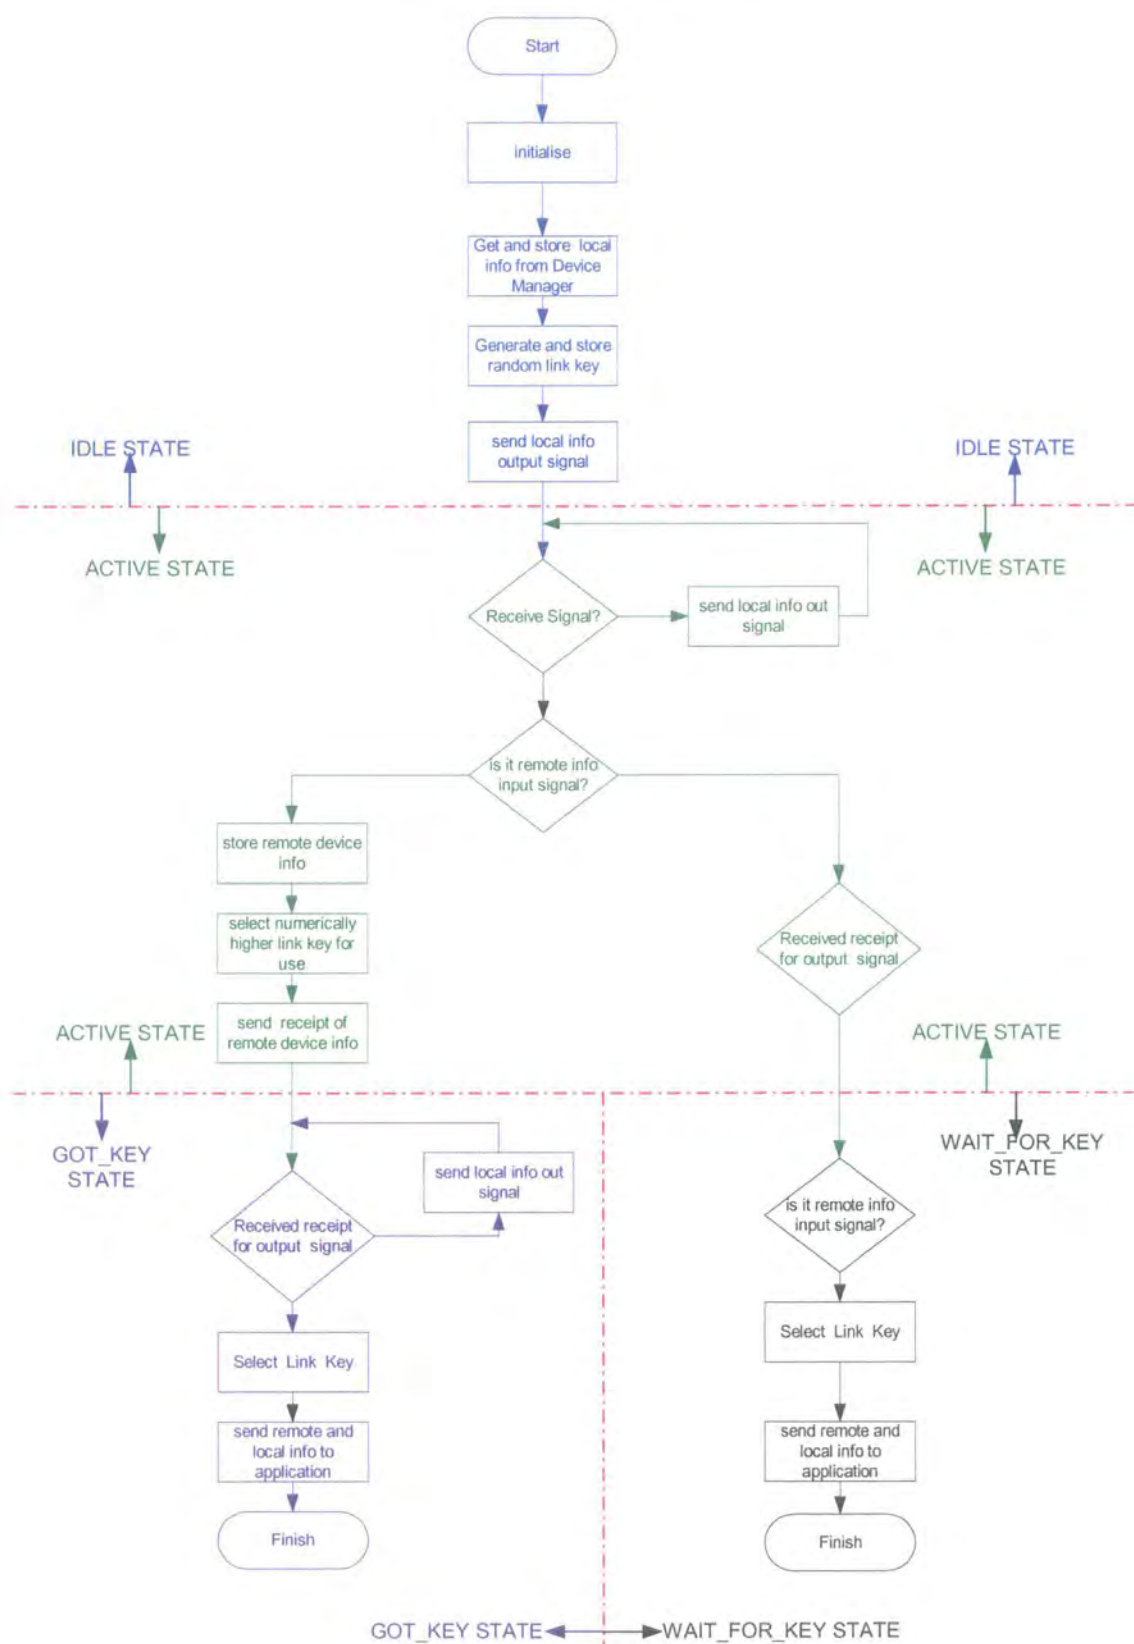 Start
initialise
Get and store local
info from Device
Manager
Generate and store
random link key
send local info
output signal
IDLE STATE
IDLE STATE
ACTIVE STATE
ACTIVE STATE
Receive Signal?
send local info out
signal
is it remote info
input signal?
store remote device
info
select numerically
higher link key for
use
Received receipt
for output signal
send receipt of
remote device info
ACTIVE STATE
ACTIVE STATE
GOT_KEY
STATE
WAIT_FOR_KEY
STATE
send local info out
signal
Received receipt
for output signal
is it remote info
input signal?
Select Link Key
Select Link Key
send remote and
local info to
application
send remote and
local info to
application
Finish
Finish
GOT_KEY STATE
WAIT_FOR_KEY STATE